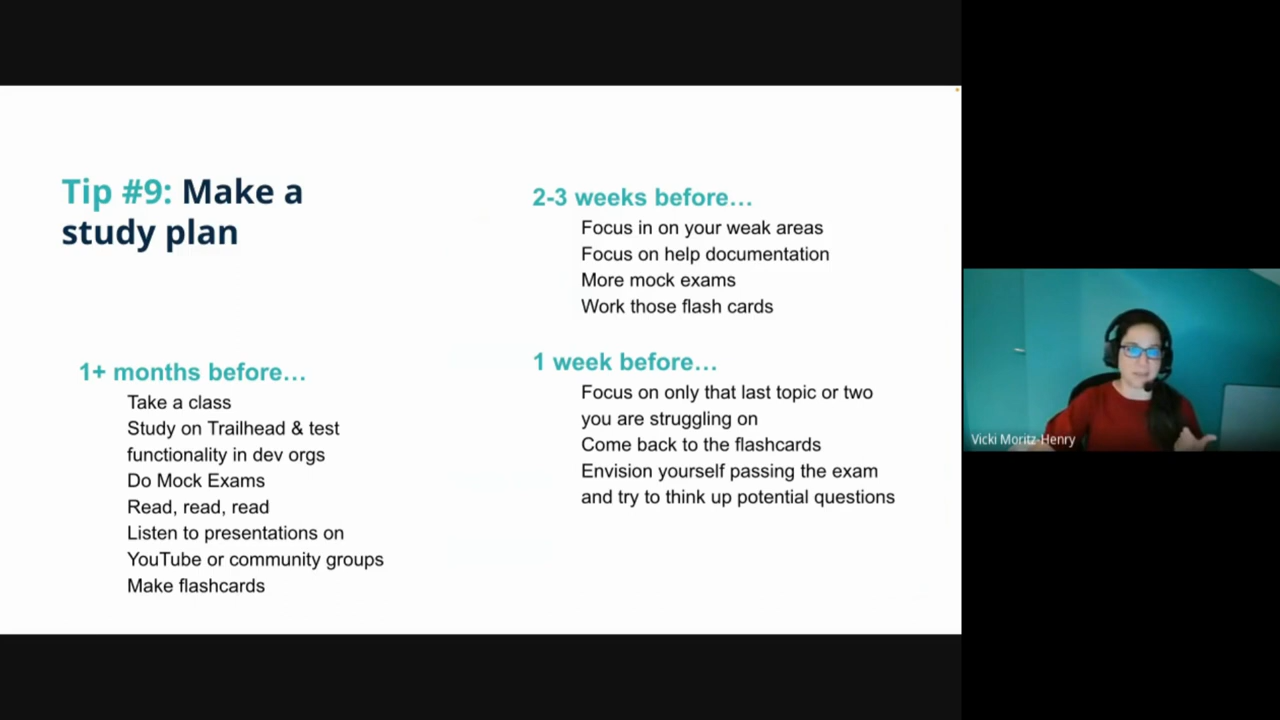 Tip #9: Make a
study plan
1+ months before…
Take a class
Study on Trailhead & test
functionality in dev orgs
Do Mock Exams
Read, read, read
Listen to presentations on
YouTube or community groups
Make flashcards
2-3 weeks before…
Focus in on your weak areas
Focus on help documentation
More mock exams
Work those flash cards
1 week before…
Focus on only that last topic or two
you are struggling on
Come back to the flashcards
Envision yourself passing the exam
and try to think up potential questions
Vicki Moritz-Henry